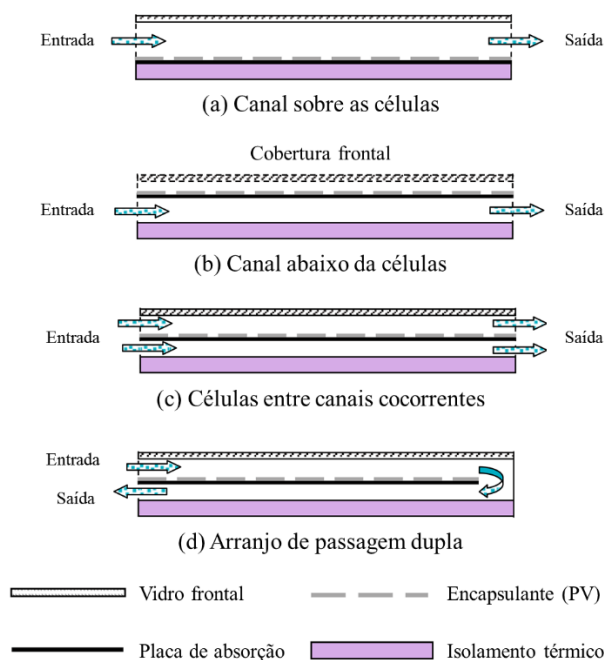 Entrada
Saída
(a) Canal sobre as células
Cobertura frontal
Entrada
Saída
(b) Canal abaixo da células
Entrada
Saída
(c) Células entre canais cocorrentes
Entrada
Saída
(d) Arranjo de passagem dupla
Vidro frontal
Encapsulante (PV)
Placa de absorção
Isolamento térmico